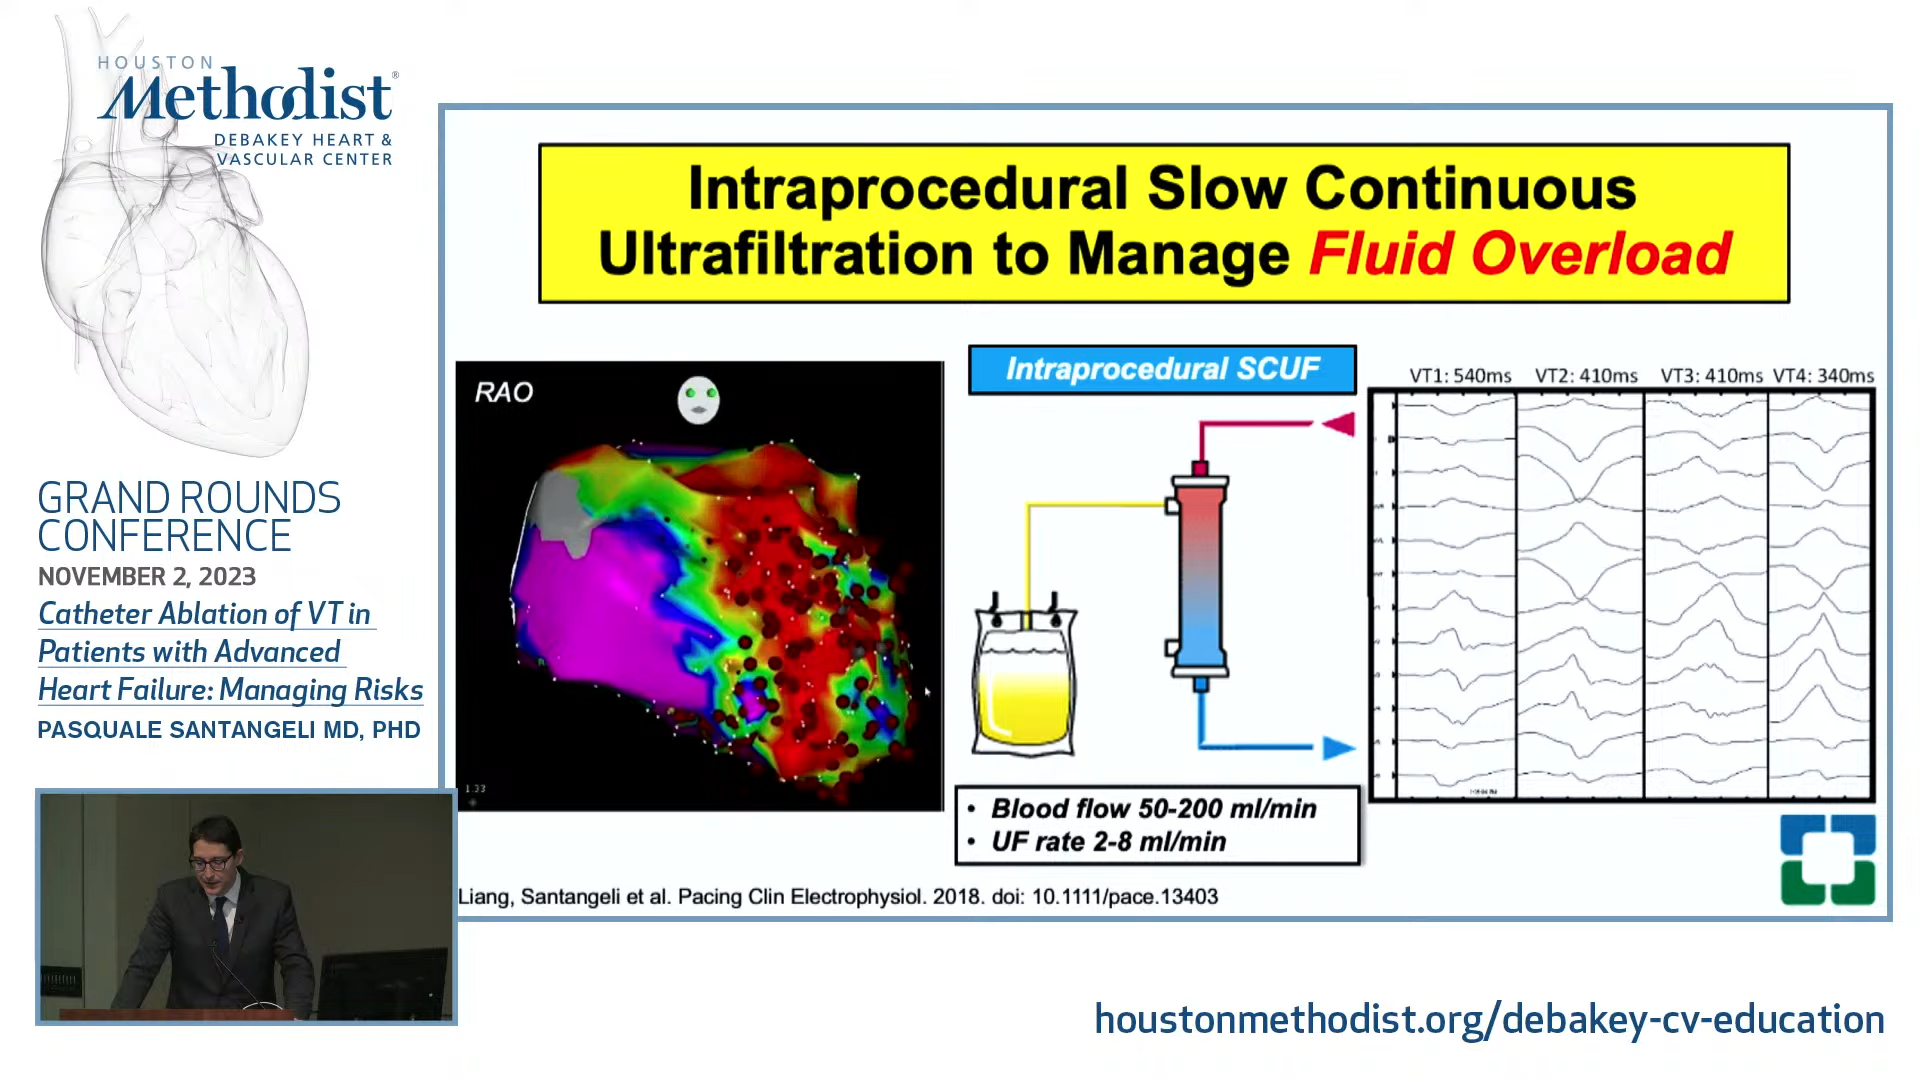 HOUSTON
Methodist®
DEBAKEY HEART &
VASCULAR CENTER
GRAND ROUNDS
CONFERENCE
NOVEMBER 2, 2023
Catheter Ablation of VT in
Patients with Advanced
Heart Failure: Managing Risks
PASQUALE SANTANGELI MD, PHD
Intraprocedural Slow Continuous
Ultrafiltration to Manage Fluid Overload
RAO
1.33
Intraprocedural SCUF
• Blood flow 50-200 ml/min
• UF rate 2-8 ml/min
VT1: 540ms VT2: 410ms VT3: 410ms VT4: 340ms
Liang, Santangeli et al. Pacing Clin Electrophysiol. 2018. doi: 10.1111/pace.13403
houstonmethodist.org/debakey-cv-education